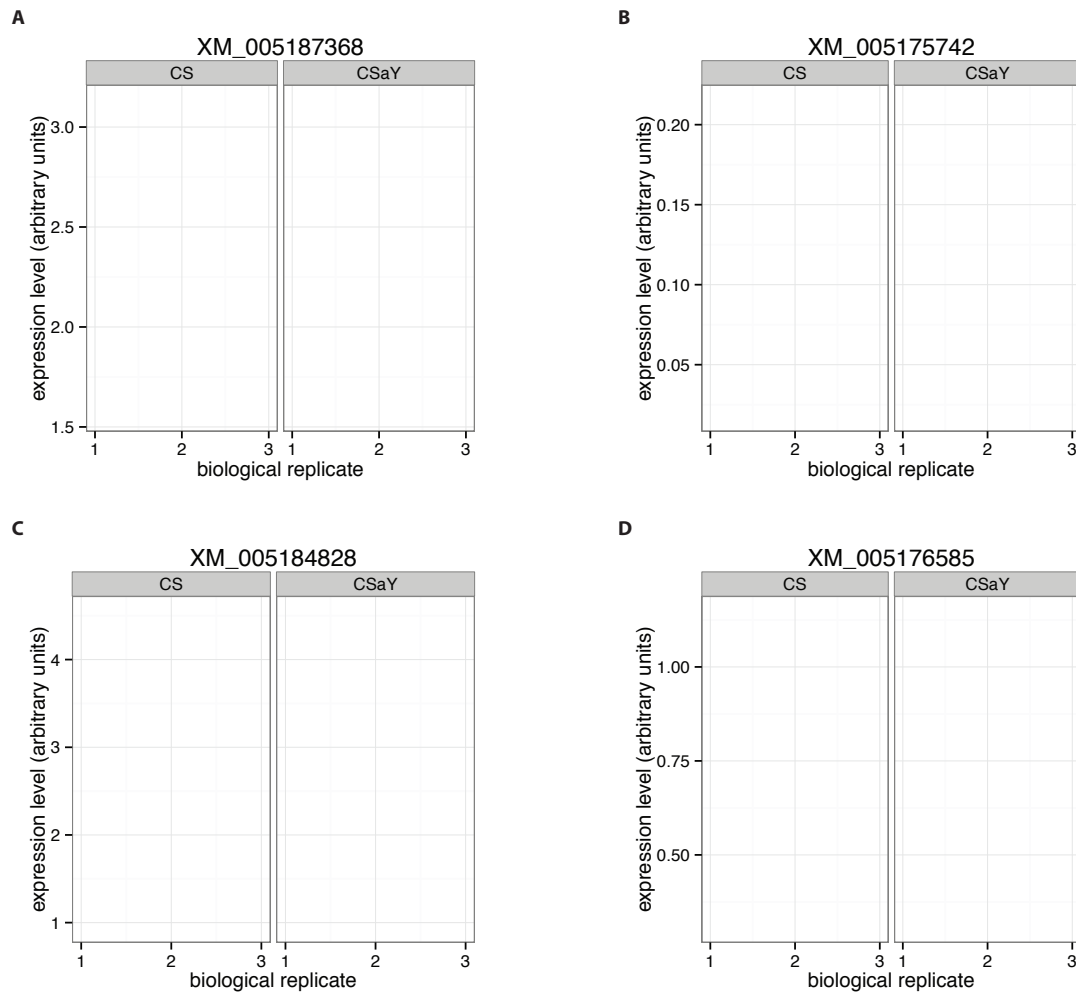 A
XM_005187368
CS CSaY
expression level (arbitrary units)
3.0
2.5
2.0
1.5
1 2 3 1 2 3
biological replicate
B
XM_005175742
CS CSaY
expression level (arbitrary units)
0.20
0.15
0.10
0.05
1 2 3 1 2 3
biological replicate
C
XM_005184828
CS CSaY
expression level (arbitrary units)
4
3
2
1
1 2 3 1 2 3
biological replicate
D
XM_005176585
CS CSaY
expression level (arbitrary units)
1.00
0.75
0.50
1 2 3 1 2 3
biological replicate